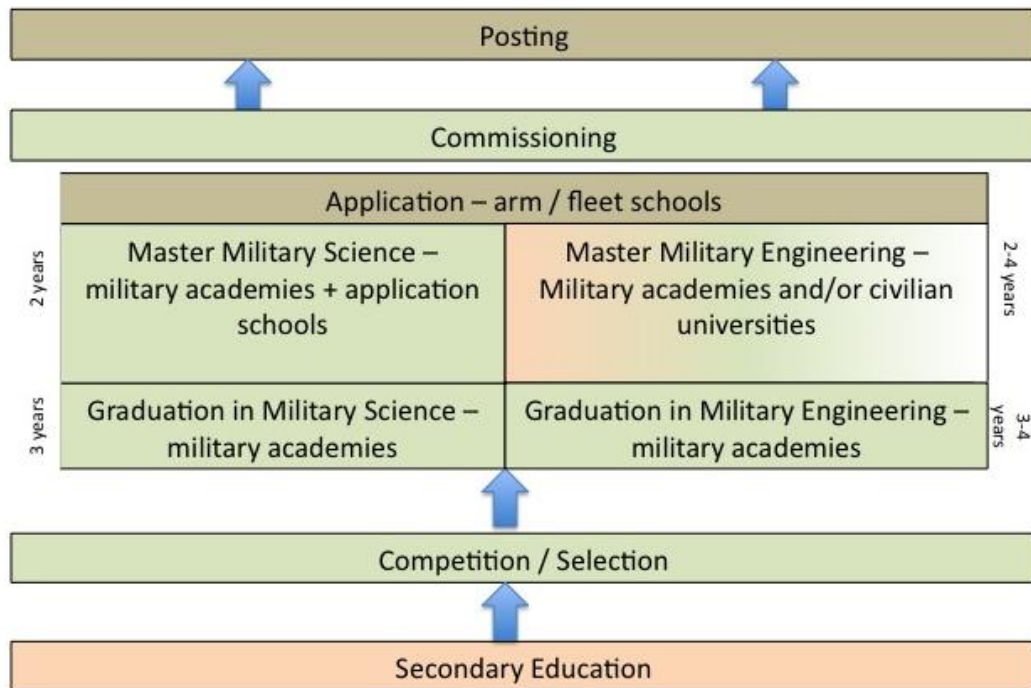 Posting
Commissioning
Application – arm / fleet schools
2 years
Master Military Science –
military academies + application
schools
Master Military Engineering –
Military academies and/or civilian
universities
2-4 years
3 years
Graduation in Military Science –
military academies
Graduation in Military Engineering –
military academies
3-4
years
Competition / Selection
Secondary Education